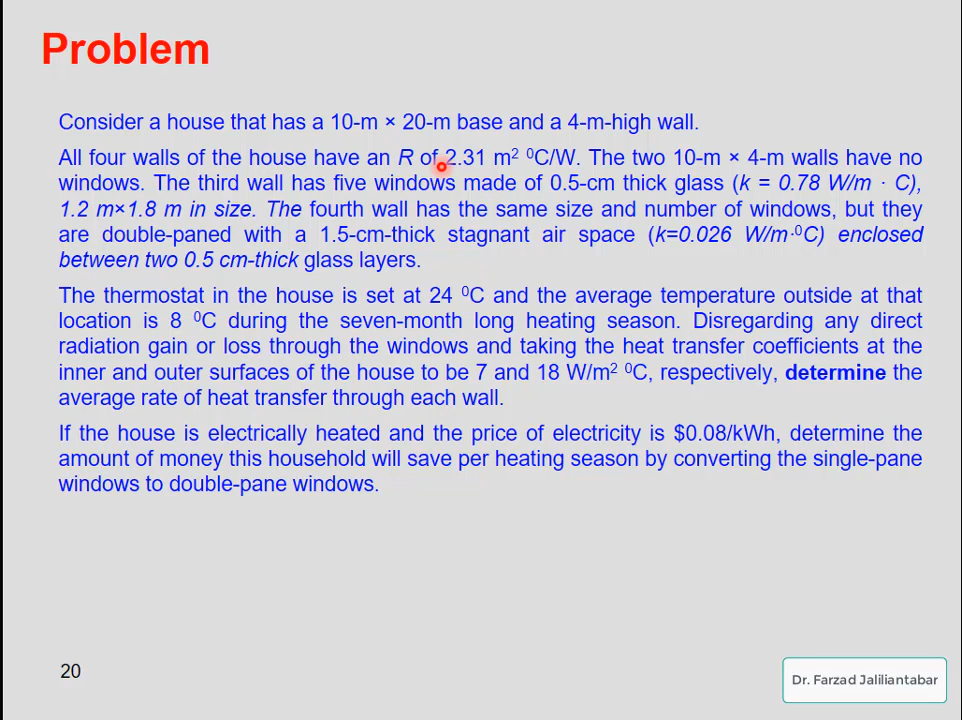 Problem
Consider a house that has a 10-m × 20-m base and a 4-m-high wall.
All four walls of the house have an R of 2.31 m² ⁰C/W. The two 10-m × 4-m walls have no
windows. The third wall has five windows made of 0.5-cm thick glass (k = 0.78 W/m · C),
1.2 m×1.8 m in size. The fourth wall has the same size and number of windows, but they
are double-paned with a 1.5-cm-thick stagnant air space (k=0.026 W/m·⁰C) enclosed
between two 0.5 cm-thick glass layers.
The thermostat in the house is set at 24 ⁰C and the average temperature outside at that
location is 8 ⁰C during the seven-month long heating season. Disregarding any direct
radiation gain or loss through the windows and taking the heat transfer coefficients at the
inner and outer surfaces of the house to be 7 and 18 W/m² ⁰C, respectively, determine the
average rate of heat transfer through each wall.
If the house is electrically heated and the price of electricity is $0.08/kWh, determine the
amount of money this household will save per heating season by converting the single-pane
windows to double-pane windows.
20
Dr. Farzad Jaliliantabar